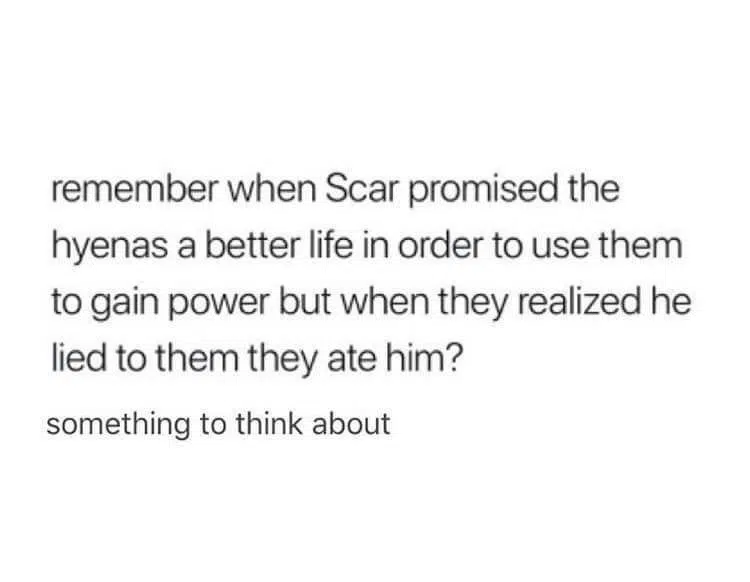 remember when Scar promised the
hyenas a better life in order to use them
to gain power but when they realized he
lied to them they ate him?
something to think about